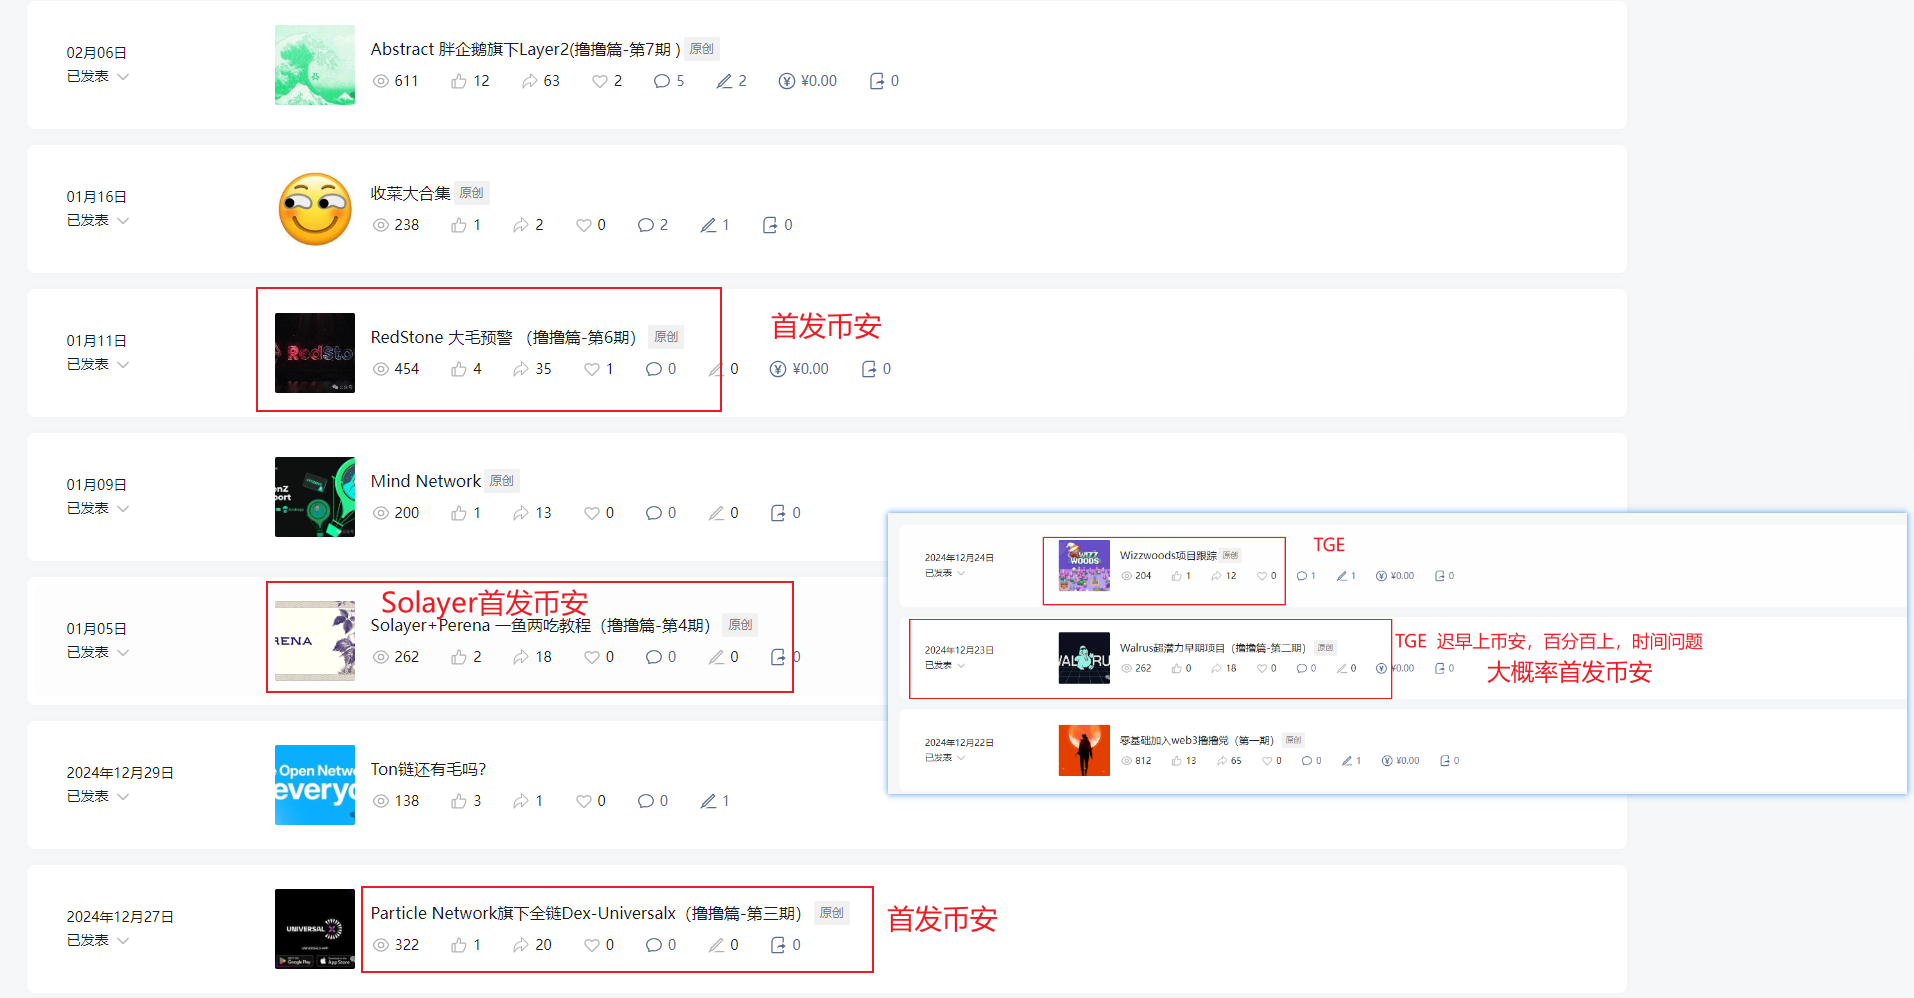 02月06日
已发表
Abstract 胖企鹅旗下Layer2(撸撸篇-第7期 ) 原创
611 12 63 2 5 2 ¥0.00 0
01月16日
已发表
收菜大合集 原创
238 1 2 0 2 1 0
01月11日
已发表
RedSto
RedStone 大毛预警 （撸撸篇-第6期） 原创
454 4 35 1 0 0 ¥0.00 0
首发币安
01月09日
已发表
Mind Network 原创
200 1 13 0 0 0 0
01月05日
已发表
RENA
Solayer首发币安
Solayer+Perena 一鱼两吃教程（撸撸篇-第4期） 原创
262 2 18 0 0 0 0
2024年12月29日
已发表
Open Netw
everyo
Ton链还有毛吗?
138 3 1 0 0 1
2024年12月27日
已发表
UNIVERSAL X
Google Play App Store
Particle Network旗下全链Dex-Universalx（撸撸篇-第三期） 原创
322 1 20 0 0 0 0
首发币安
2024年12月24日
已发表
WIZZ
WOODS
Wizzwoods项目跟踪 原创
204 1 12 0 1 1 ¥0.00 0
TGE
2024年12月23日
已发表
WALRU
Walrus超潜力早期项目（撸撸篇-第二期） 原创
262 0 18 0 0 0 ¥0.00 0
TGE 迟早上币安，百分百上，时间问题
大概率首发币安
2024年12月22日
已发表
零基础加入web3撸撸党（第一期） 原创
812 13 65 0 0 1 ¥0.00 0